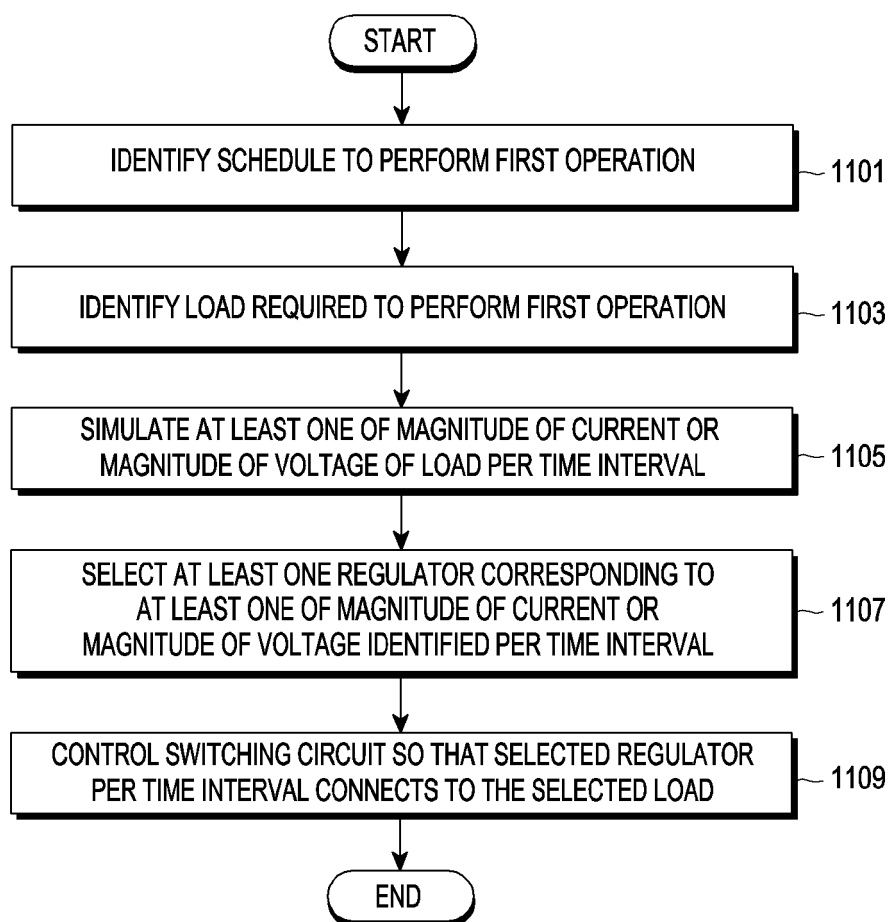 START
IDENTIFY SCHEDULE TO PERFORM FIRST OPERATION
1101
IDENTIFY LOAD REQUIRED TO PERFORM FIRST OPERATION
1103
SIMULATE AT LEAST ONE OF MAGNITUDE OF CURRENT OR
MAGNITUDE OF VOLTAGE OF LOAD PER TIME INTERVAL
1105
SELECT AT LEAST ONE REGULATOR CORRESPONDING TO
AT LEAST ONE OF MAGNITUDE OF CURRENT OR
MAGNITUDE OF VOLTAGE IDENTIFIED PER TIME INTERVAL
1107
CONTROL SWITCHING CIRCUIT SO THAT SELECTED REGULATOR
PER TIME INTERVAL CONNECTS TO THE SELECTED LOAD
1109
END